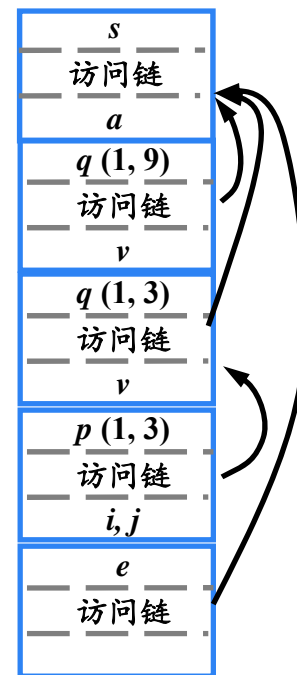 s
访问链
a
q (1, 9)
访问链
v
q (1, 3)
访问链
v
p (1, 3)
访问链
i, j
e
访问链